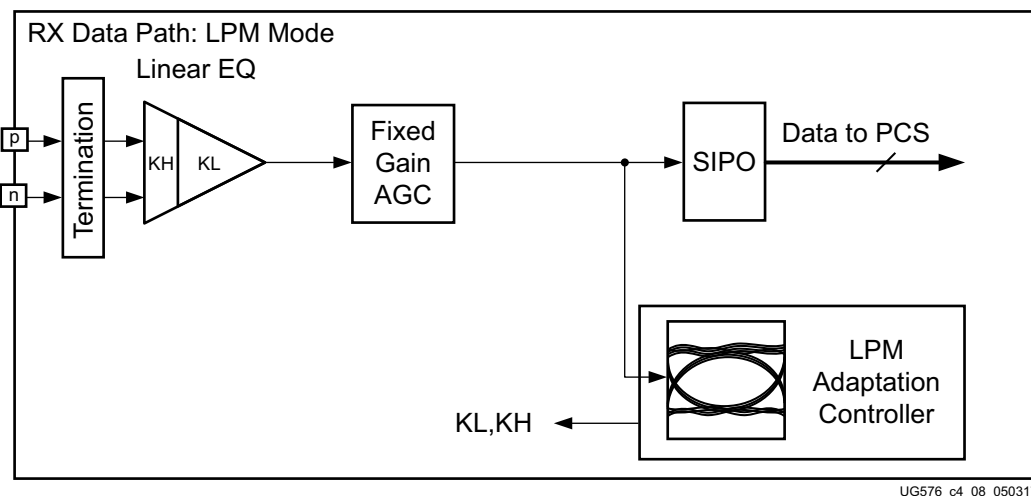 RX Data Path: LPM Mode
Linear EQ
p
n
Termination
KH
KL
Fixed
Gain
AGC
SIPO
Data to PCS
LPM
Adaptation
Controller
KL,KH
UG576_c4_08_05031